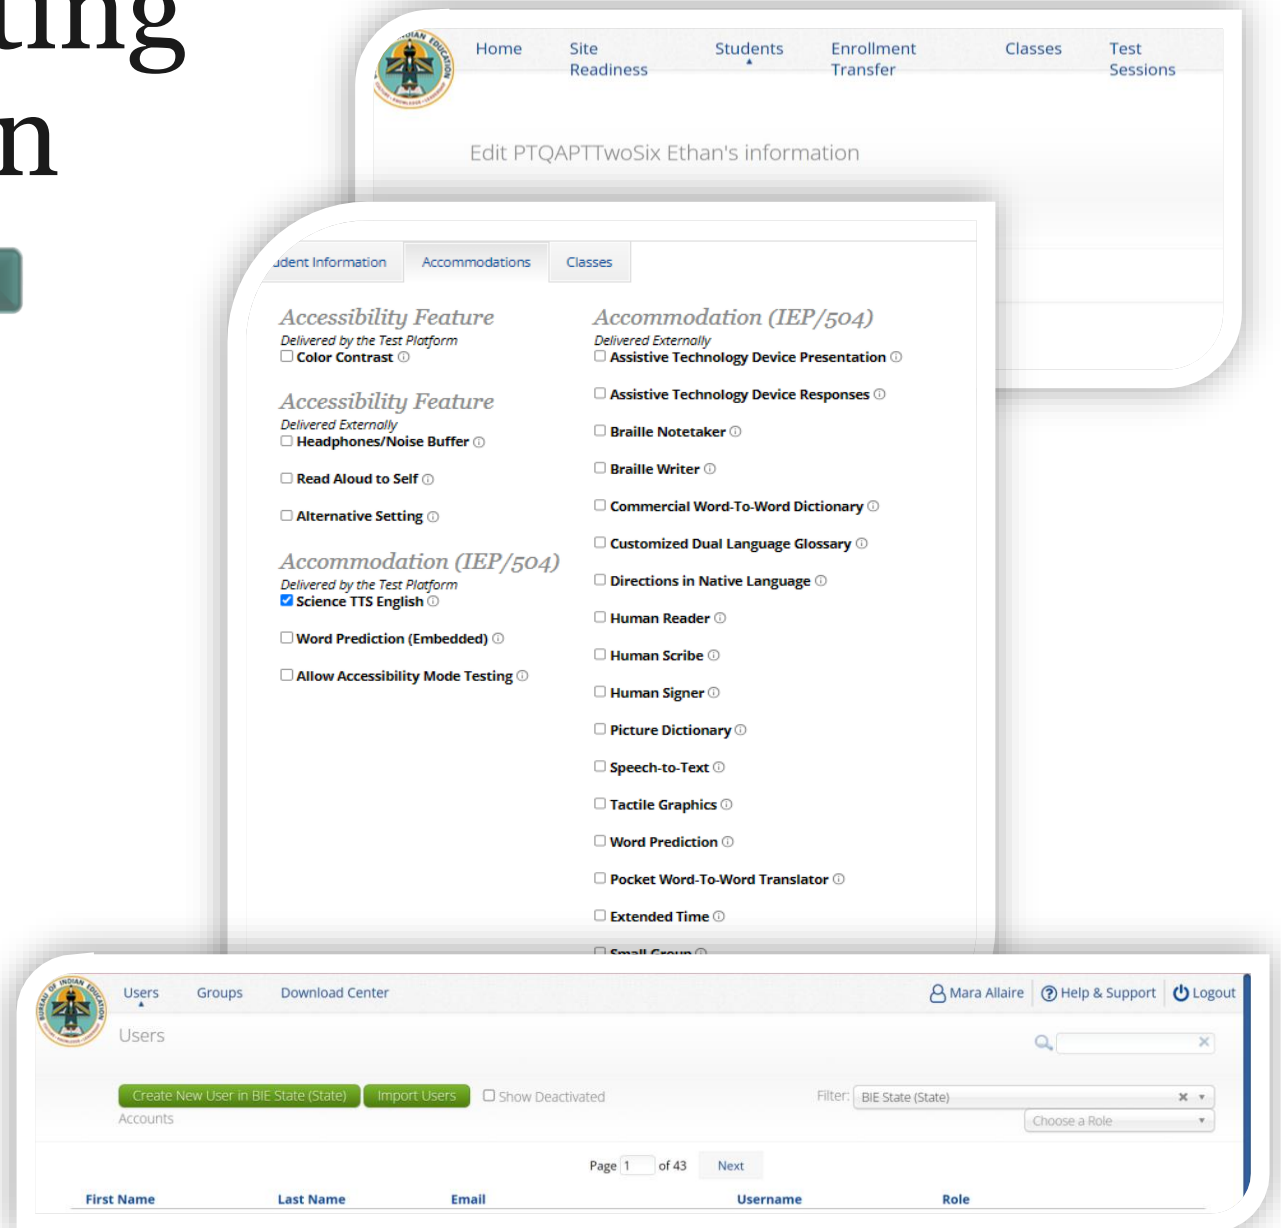 Home Site Students Enrollment Classes Test
Readiness Transfer Sessions
Edit PTQAPTTwoSix Ethan's information
Information Accommodations Classes
Accessibility Feature
Delivered by the Test Platform
Color Contrast
Accessibility Feature
Delivered Externally
Headphones/Noise Buffer
Read Aloud to Self
Alternative Setting
Accommodation (IEP/504)
Delivered by the Test Platform
Science TTS English
Word Prediction (Embedded)
Allow Accessibility Mode Testing
Accommodation (IEP/504)
Delivered Externally
Assistive Technology Device Presentation
Assistive Technology Device Responses
Braille Notetaker
Braille Writer
Commercial Word-To-Word Dictionary
Customized Dual Language Glossary
Directions in Native Language
Human Reader
Human Scribe
Human Signer
Picture Dictionary
Speech-to-Text
Tactile Graphics
Word Prediction
Pocket Word-To-Word Translator
Extended Time
Small Group
BUREAU OF INDIAN EDUCATION
Users Groups Download Center Mara Allaire Help & Support Logout
Users
Create New User in BIE State (State) Import Users Show Deactivated Filter: BIE State (State)
Accounts Choose a Role
Page 1 of 43 Next
First Name Last Name Email Username Role